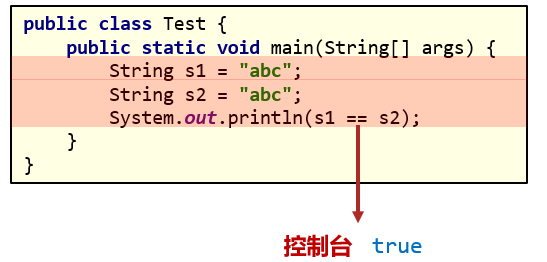 public class Test {
    public static void main(String[] args) {
        String s1 = "abc";
        String s2 = "abc";
        System.out.println(s1 == s2);
    }
}
控制台 true